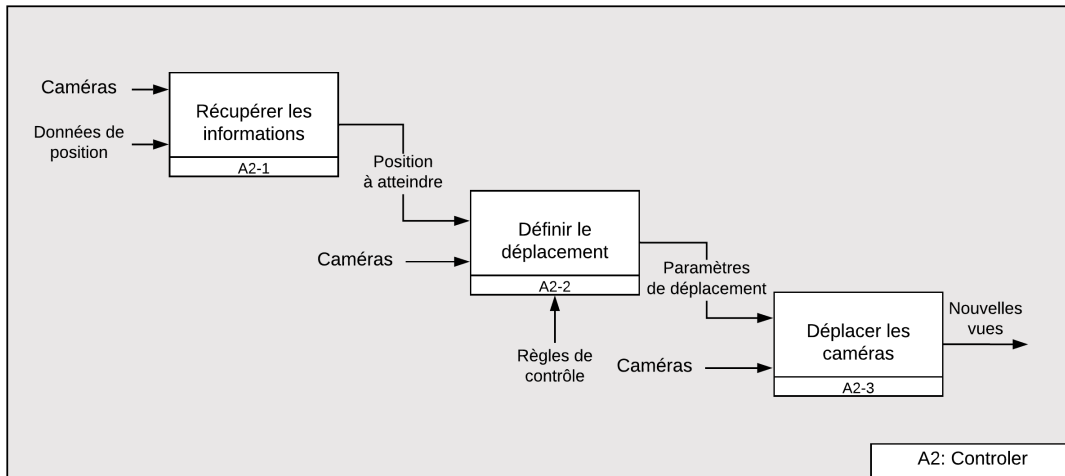 Caméras
Données de
position
Récupérer les
informations
A2-1
Position
à atteindre
Caméras
Définir le
déplacement
A2-2
Règles de
contrôle
Paramètres
de déplacement
Caméras
Déplacer les
caméras
A2-3
Nouvelles
vues
A2: Controler